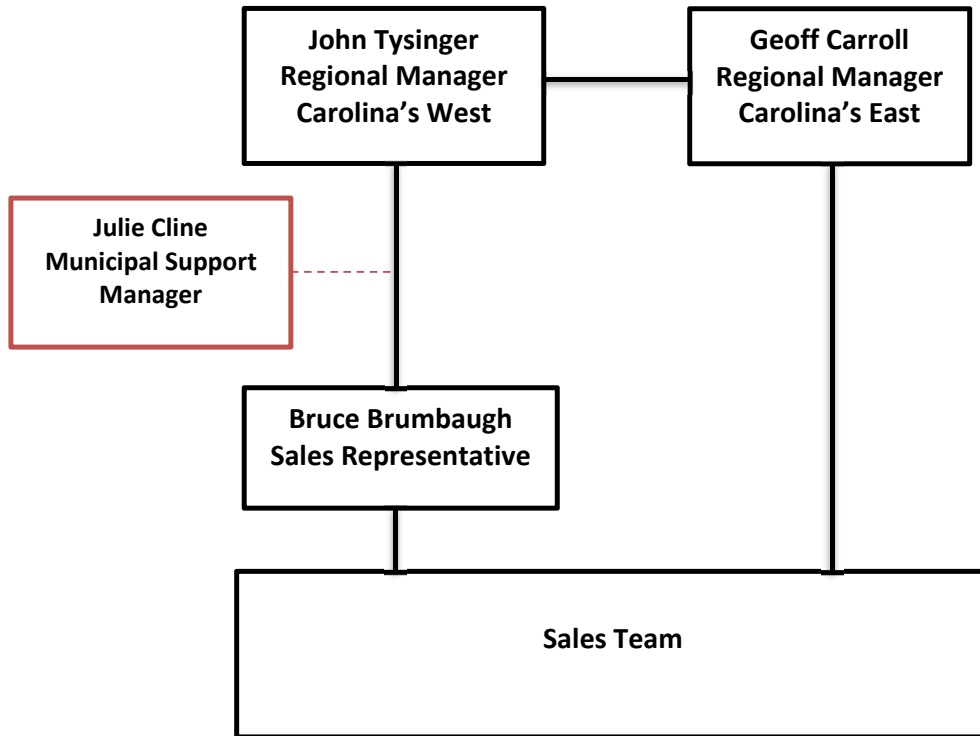 John Tysinger
Regional Manager
Carolina’s West
Geoff Carroll
Regional Manager
Carolina’s East
Julie Cline
Municipal Support
Manager
Bruce Brumbaugh
Sales Representative
Sales Team